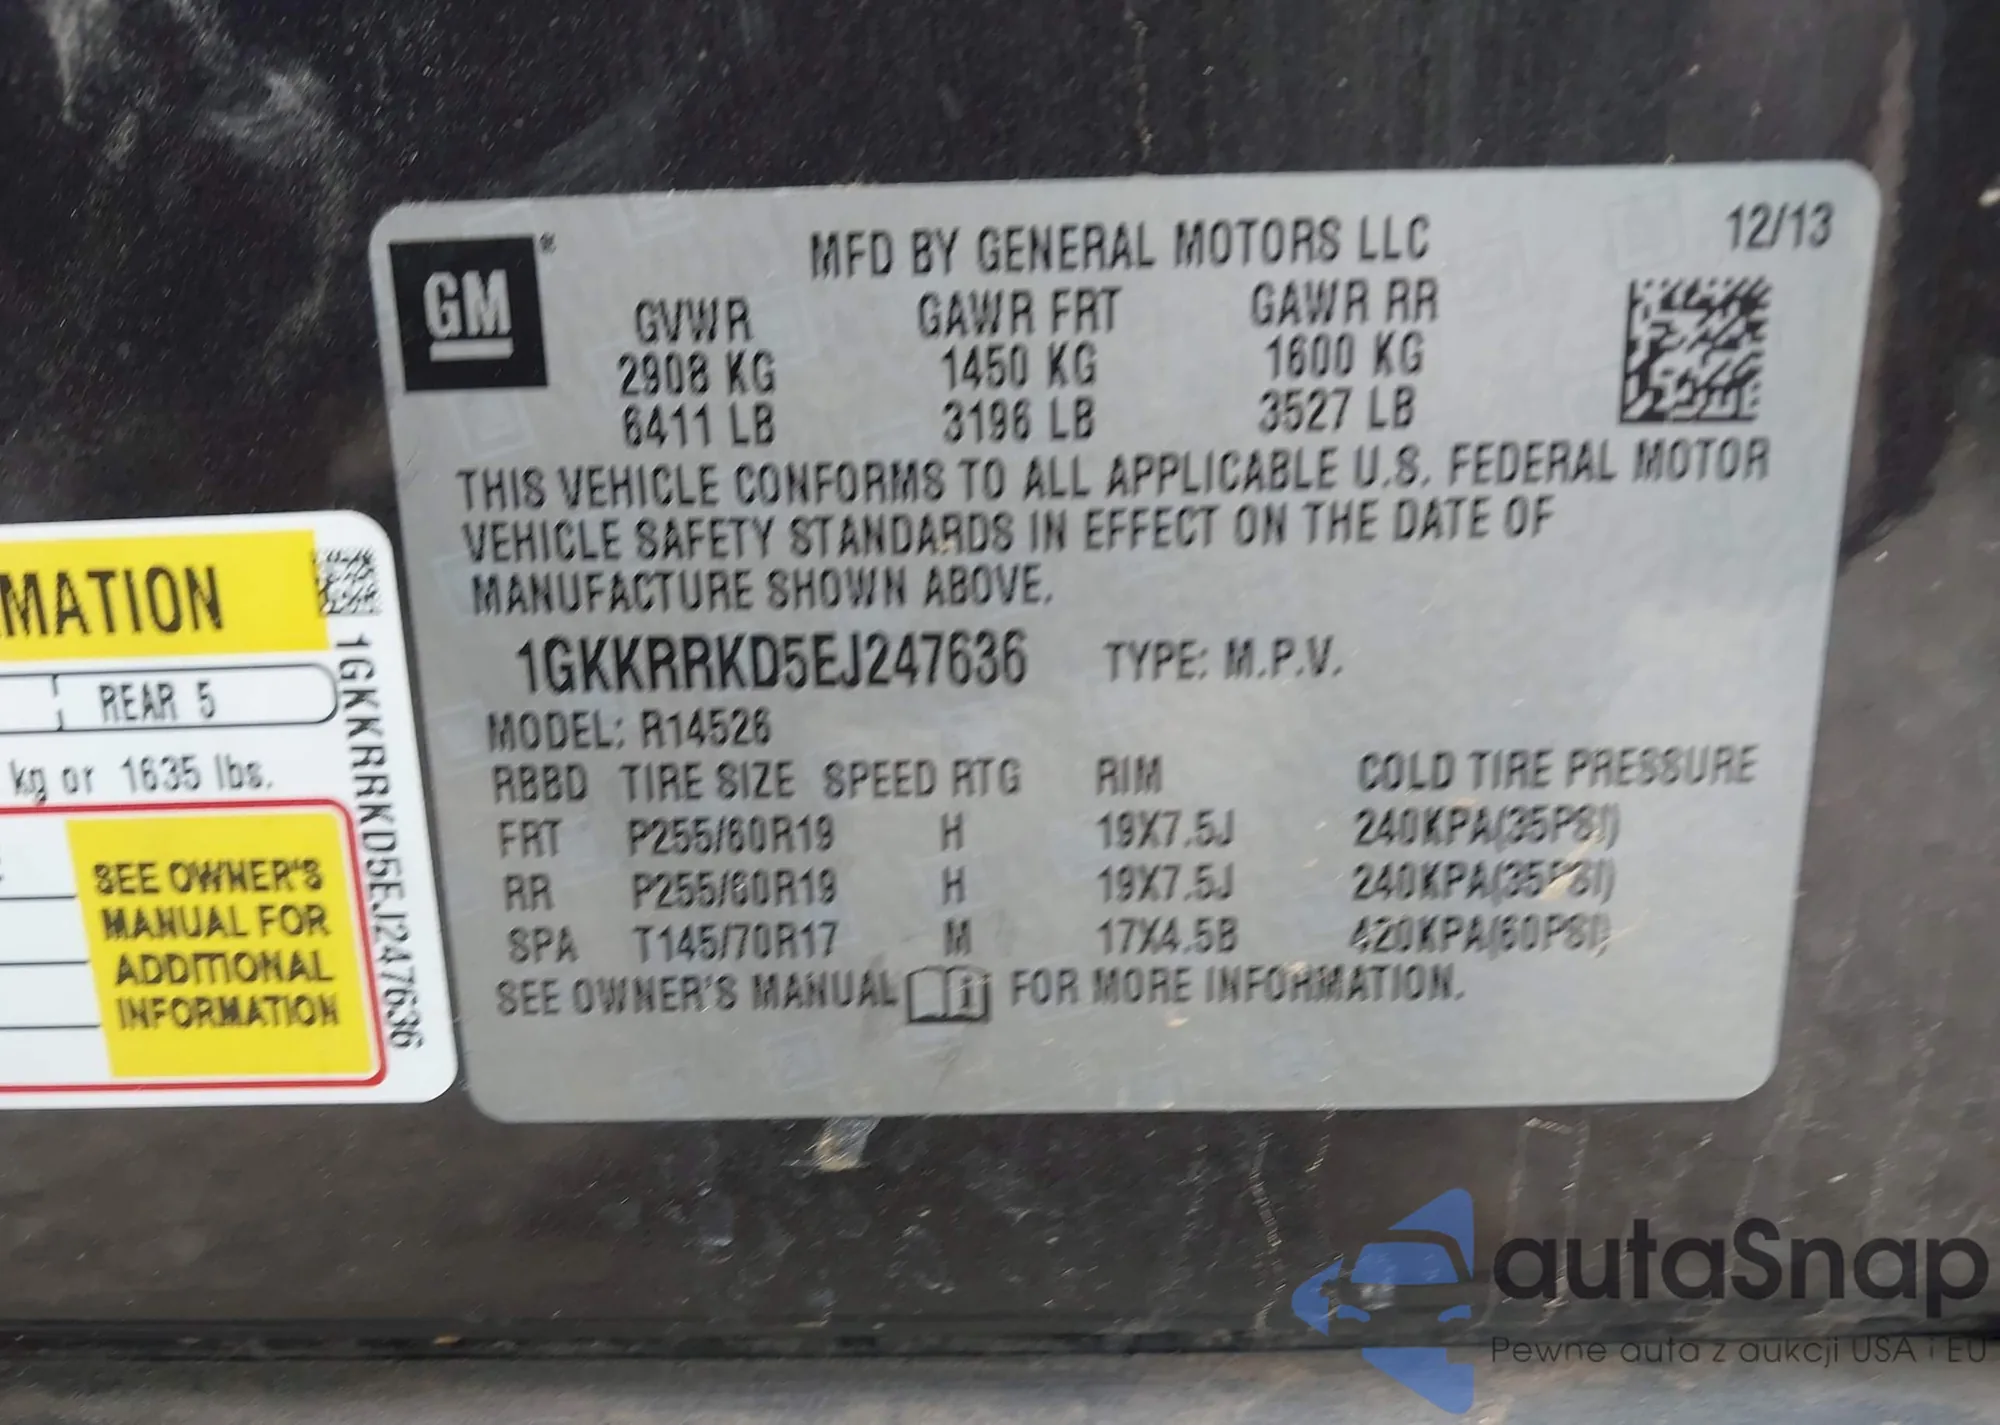 GM®
MFD BY GENERAL MOTORS LLC
12/13
GVWR GAWR FRT GAWR RR
2908 KG 1450 KG 1600 KG
6411 LB 3196 LB 3527 LB
THIS VEHICLE CONFORMS TO ALL APPLICABLE U.S. FEDERAL MOTOR
VEHICLE SAFETY STANDARDS IN EFFECT ON THE DATE OF
MANUFACTURE SHOWN ABOVE.
1GKKRRKD5EJ247636 TYPE: M.P.V.
MODEL: R14526
RBBD TIRE SIZE SPEED RTG RIM COLD TIRE PRESSURE
FRT P255/60R19 H 19X7.5J 240KPA(35PSI)
RR P255/60R19 H 19X7.5J 240KPA(35PSI)
SPA T145/70R17 M 17X4.5B 420KPA(60PSI)
SEE OWNER'S MANUAL FOR MORE INFORMATION.
MATION
REAR 5
kg or 1635 lbs.
SEE OWNER'S
MANUAL FOR
ADDITIONAL
INFORMATION
1GKKRRKD5EJ247636
autaSnap
Pewne auta z aukcji USA i EU